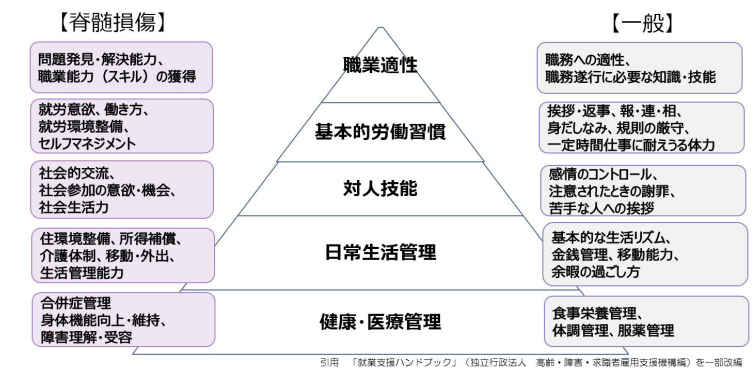 【脊髄損傷】
【一般】
問題発見・解決能力、
職業能力（スキル）の獲得
職業適性
職務への適性、
職務遂行に必要な知識・技能
就労意欲、働き方、
就労環境整備、
セルフマネジメント
基本的労働習慣
挨拶・返事、報・連・相、
身だしなみ、規則の厳守、
一定時間仕事に耐えうる体力
社会的交流、
社会参加の意欲・機会、
社会生活力
対人技能
感情のコントロール、
注意されたときの謝罪、
苦手な人への挨拶
住環境整備、所得補償、
介護体制、移動・外出、
生活管理能力
日常生活管理
基本的な生活リズム、
金銭管理、移動能力、
余暇の過ごし方
合併症管理
身体機能向上・維持、
障害理解・受容
健康・医療管理
食事栄養管理、
体調管理、服薬管理
引用　「就業支援ハンドブック」（独立行政法人　高齢・障害・求職者雇用支援機構編）を一部改編